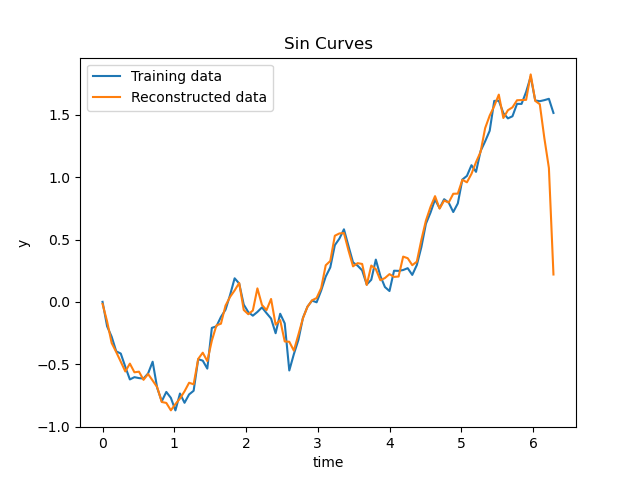 Sin Curves
Training data
Reconstructed data
1.5
1.0
0.5
0.0
−0.5
−1.0
y
0 1 2 3 4 5 6
time